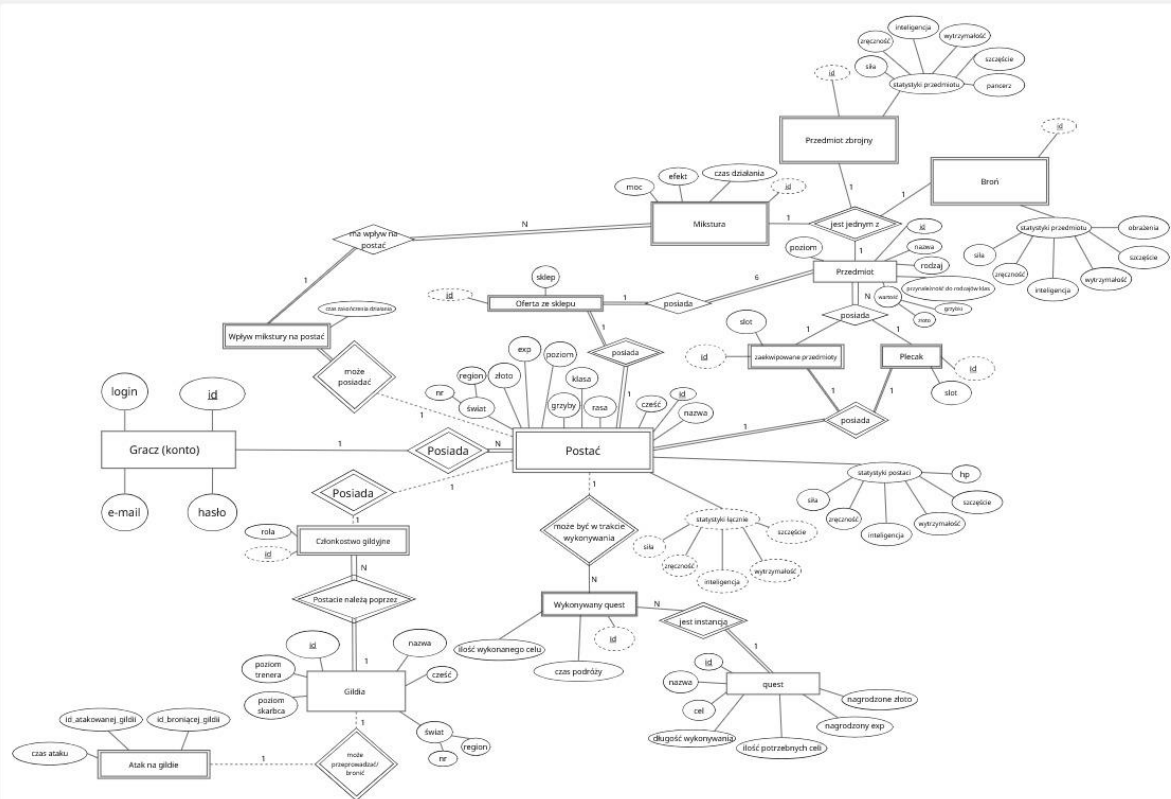 inteligencja
zręczność
wytrzymałość
siła
szczęście
statystyki przedmiotu
pancerz
id
Przedmiot zbrojny
id
Broń
moc
efekt
czas działania
id
Mikstura
1
jest jednym z
1
1
1
statystyki przedmiotu
obrażenia
siła
szczęście
zręczność
wytrzymałość
inteligencja
N
ma wpływ na
postać
1
poziom
id
nazwa
Przedmiot
rodzaj
przynależność do rodzajów/klas
wartość
grzybu
złoto
sklep
id
Oferta ze sklepu
1
posiada
6
N
posiada
1
1
1
posiada
1
slot
id
zaekwipowane przedmioty
Plecak
id
slot
1
1
posiada
1
Wpływ mikstury na postać
może
posiadać
1
login
id
Gracz (konto)
e-mail
hasło
1
Posiada
N
nr
region
świat
złoto
exp
poziom
klasa
grzyby
rasa
cześć
id
nazwa
Postać
statystyki postaci
hp
siła
szczęście
zręczność
wytrzymałość
inteligencja
Posiada
1
1
rola
id
Członkostwo gildyjne
N
Postacie należą poprzez
1
może być w trakcie
wykonywania
N
statystyki łącznie
szczęście
siła
zręczność
wytrzymałość
inteligencja
Wykonywany quest
ilość wykonanego celu
czas podróży
id
N
jest instancją
1
id
nazwa
quest
cel
długość wykonywania
ilość potrzebnych celi
nagrodzony exp
nagrodzone złoto
id
nazwa
poziom
trenera
cześć
Gildia
poziom
skarbca
świat
region
nr
1
może
przeprowadzać/
bronić
1
id_atakowanej_gildii
id_broniącej_gildii
czas ataku
Atak na gildie